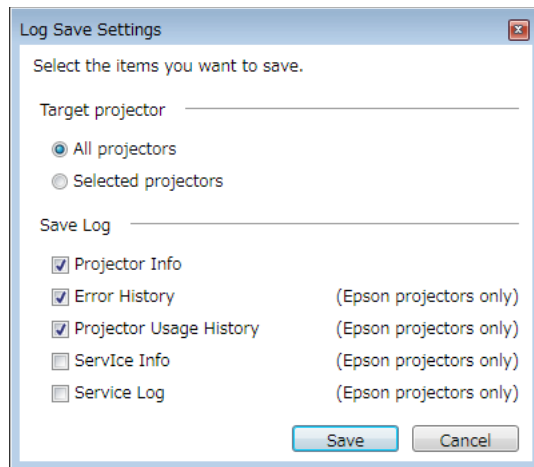 Log Save Settings
Select the items you want to save.
Target projector
All projectors
Selected projectors
Save Log
Projector Info
Error History (Epson projectors only)
Projector Usage History (Epson projectors only)
ServIce Info (Epson projectors only)
Service Log (Epson projectors only)
Save Cancel